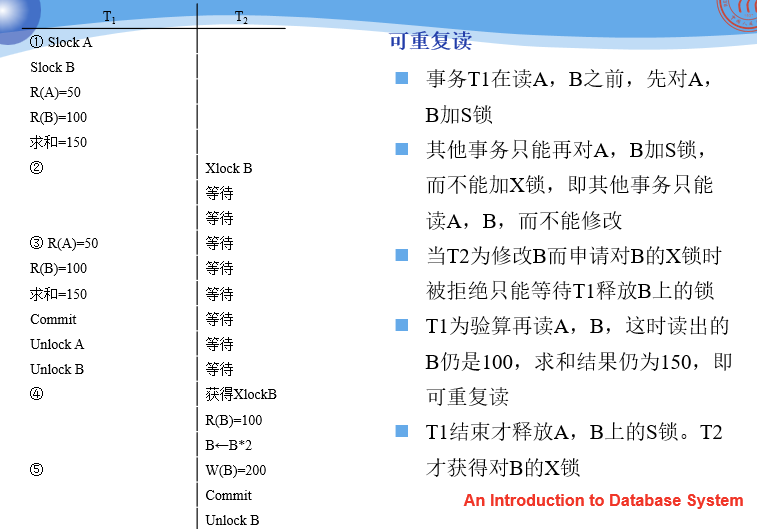 T1 T2
① Slock A
Slock B
R(A)=50
R(B)=100
求和=150
② Xlock B
等待
等待
③ R(A)=50 等待
R(B)=100 等待
求和=150 等待
Commit 等待
Unlock A 等待
Unlock B 等待
④ 获得XlockB
R(B)=100
B←B*2
⑤ W(B)=200
Commit
Unlock B
可重复读
事务T1在读A，B之前，先对A，
B加S锁
其他事务只能再对A，B加S锁，
而不能加X锁，即其他事务只能
读A，B，而不能修改
当T2为修改B而申请对B的X锁时
被拒绝只能等待T1释放B上的锁
T1为验算再读A，B，这时读出的
B仍是100，求和结果仍为150，即
可重复读
T1结束才释放A，B上的S锁。T2
才获得对B的X锁
An Introduction to Database System